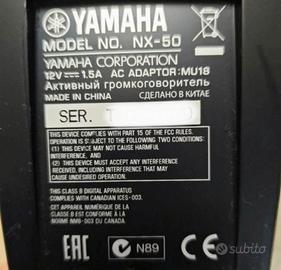 YAMAHA
MODEL NO. NX-50
YAMAHA CORPORATION
12V 1.5A AC ADAPTOR:MU18
Активный громкоговоритель
MADE IN CHINA СДЕЛАНО В КИТАЕ
SER.
THIS DEVICE COMPLIES WITH PART 15 OF THE FCC RULES.
OPERATION IS SUBJECT TO THE FOLLOWING TWO CONDITIONS:
(1) THIS DEVICE MAY NOT CAUSE HARMFUL
INTERFERENCE, AND
(2) THIS DEVICE MUST ACCEPT ANY INTERFERENCE
RECEIVED, INCLUDING INTERFERENCE THAT MAY
CAUSE UNDESIRED OPERATION.
THIS CLASS B DIGITAL APPARATUS
COMPLIES WITH CANADIAN ICES-003.
CET APPAREIL NUMÉRIQUE DE LA
CLASSE B EST CONFORME À LA
NORME NMB-003 DU CANADA.
EAC N89 CE
subito